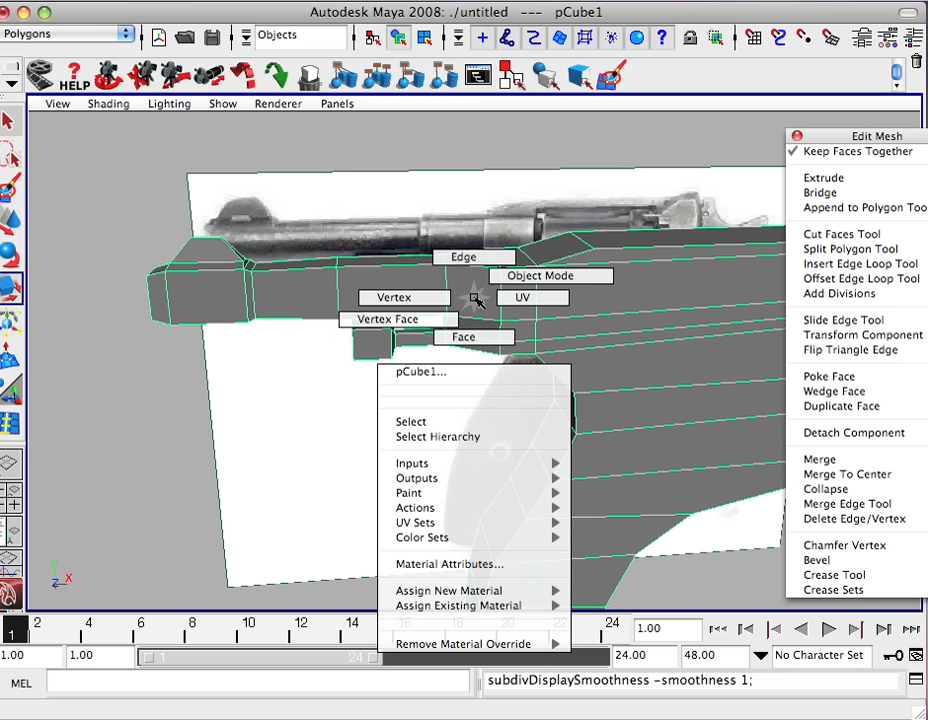 Autodesk Maya 2008: ./untitled --- pCube1
Polygons
Objects
HELP
View Shading Lighting Show Renderer Panels
Edit Mesh
Keep Faces Together
Extrude
Bridge
Append to Polygon Too
Cut Faces Tool
Split Polygon Tool
Insert Edge Loop Tool
Offset Edge Loop Tool
Add Divisions
Slide Edge Tool
Transform Component
Flip Triangle Edge
Poke Face
Wedge Face
Duplicate Face
Detach Component
Merge
Merge To Center
Collapse
Merge Edge Tool
Delete Edge/Vertex
Chamfer Vertex
Bevel
Crease Tool
Crease Sets
Edge
Object Mode
Vertex
UV
Vertex Face
Face
pCube1...
Select
Select Hierarchy
Inputs
Outputs
Paint
Actions
UV Sets
Color Sets
Material Attributes...
Assign New Material
Assign Existing Material
Remove Material Override
Y
Z X
1 2 4 6 8 10 12 14 16 18 20 22 24
1.00
1.00 1.00 1 24 24.00 48.00 No Character Set
MEL
subdivDisplaySmoothness -smoothness 1;